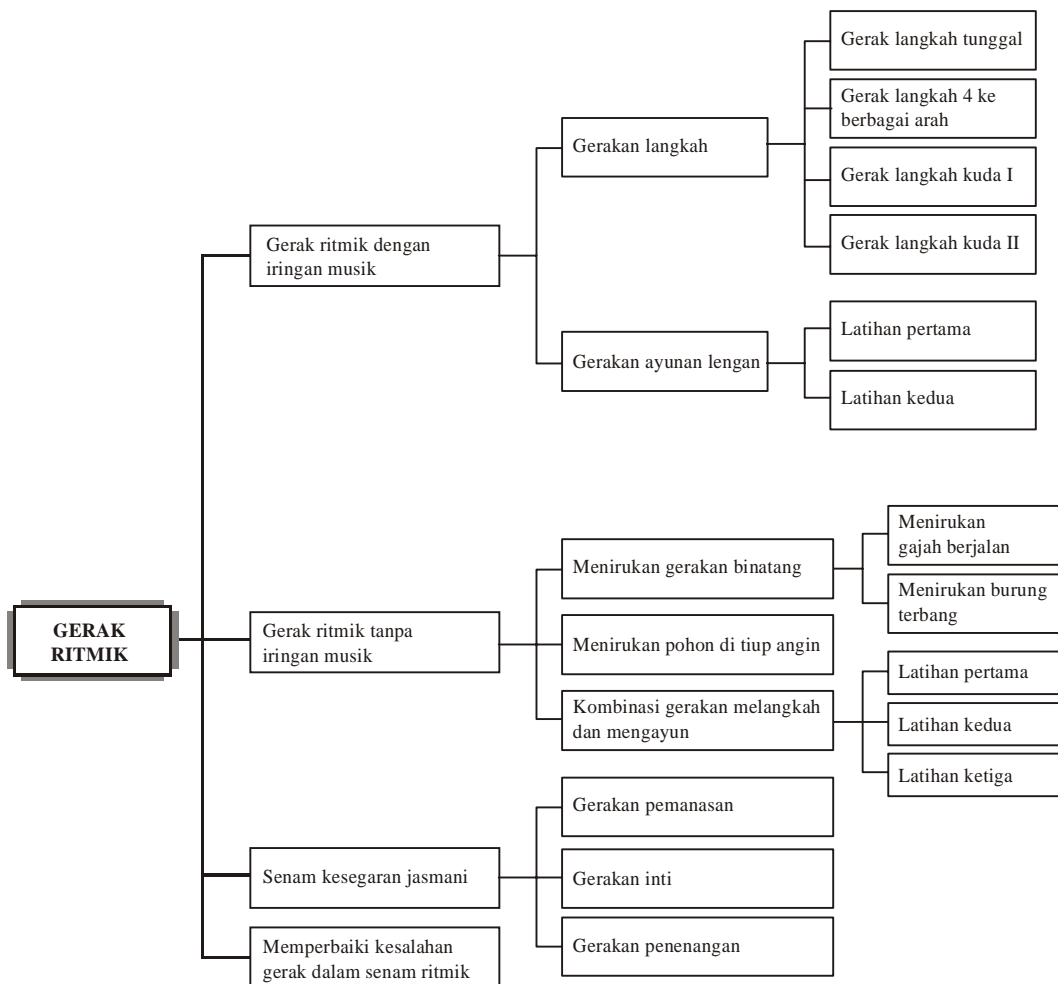 GERAK
RITMIK
Gerak ritmik dengan
iringan musik
Gerakan langkah
Gerak langkah tunggal
Gerak langkah 4 ke
berbagai arah
Gerak langkah kuda I
Gerak langkah kuda II
Gerakan ayunan lengan
Latihan pertama
Latihan kedua
Gerak ritmik tanpa
iringan musik
Menirukan gerakan binatang
Menirukan
gajah berjalan
Menirukan burung
terbang
Menirukan pohon di tiup angin
Kombinasi gerakan melangkah
dan mengayun
Latihan pertama
Latihan kedua
Latihan ketiga
Senam kesegaran jasmani
Gerakan pemanasan
Gerakan inti
Gerakan penenangan
Memperbaiki kesalahan
gerak dalam senam ritmik